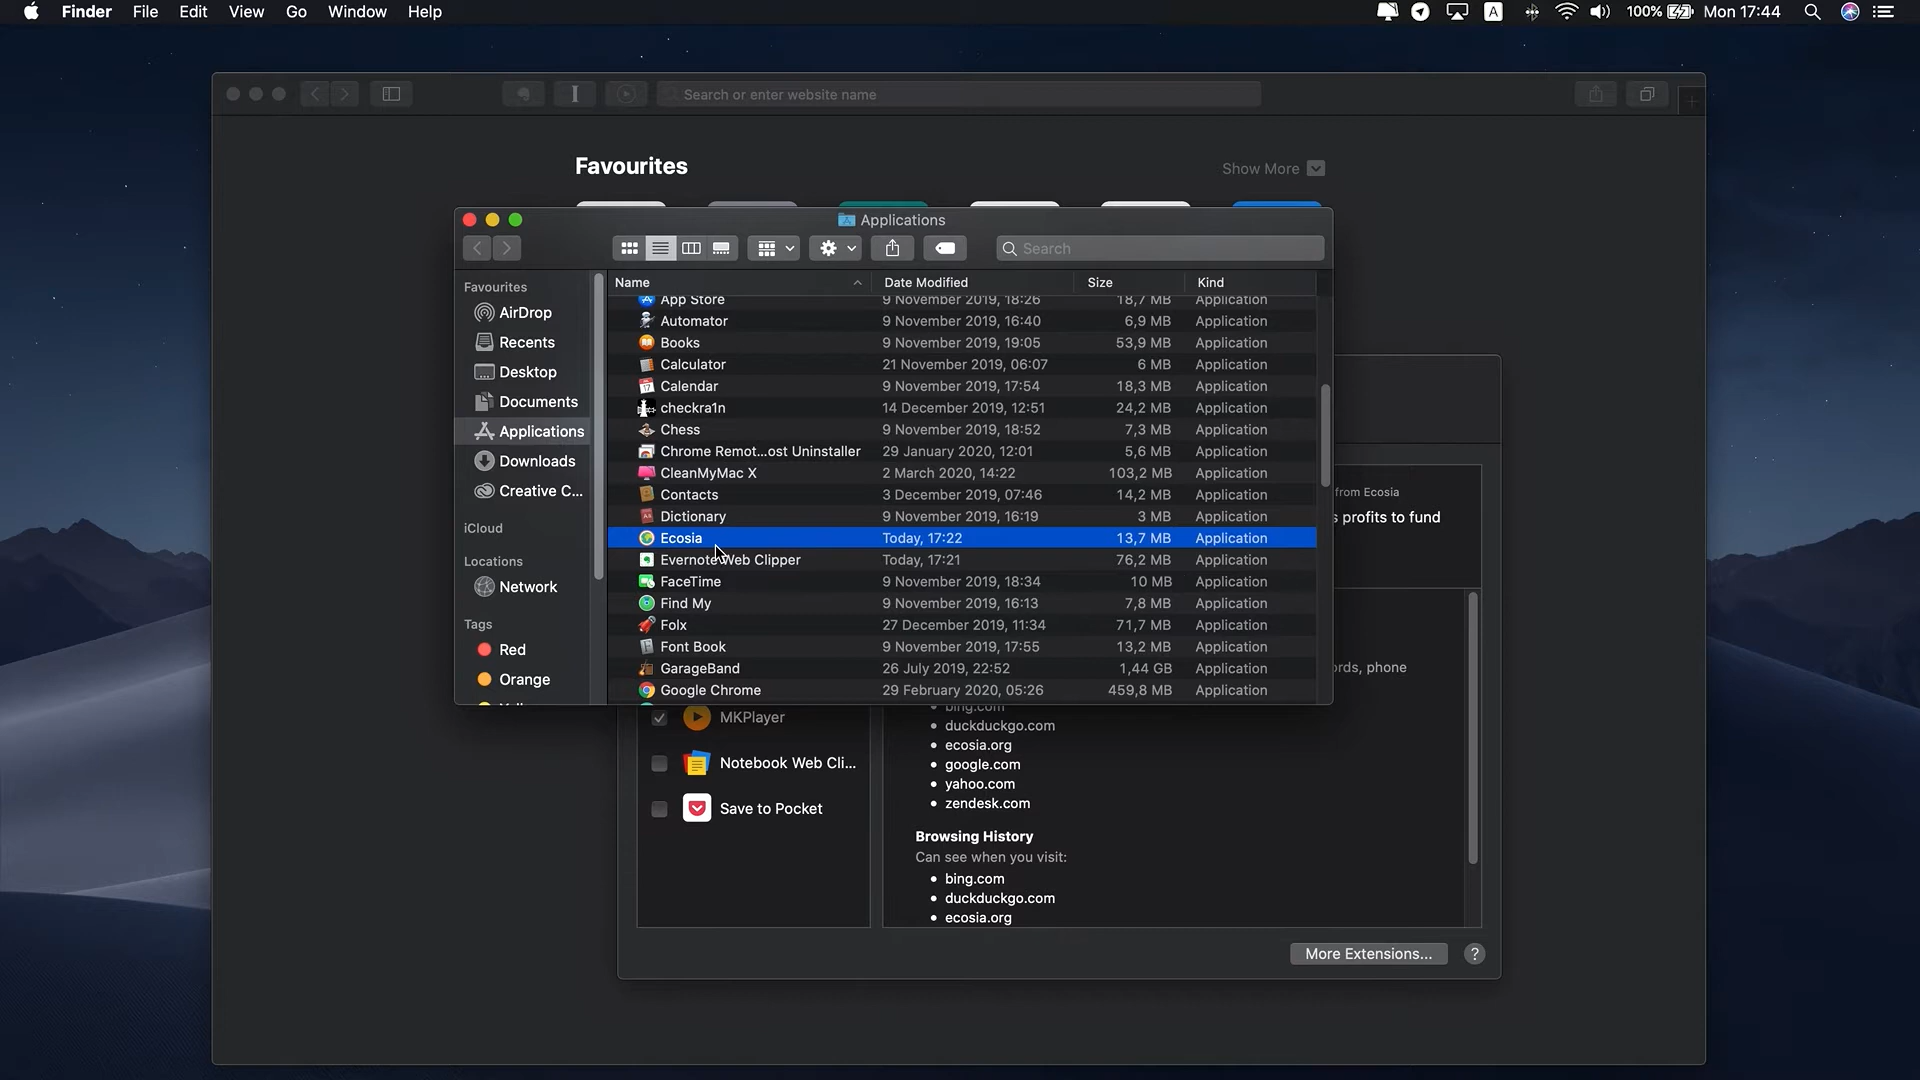 Finder File Edit View Go Window Help
A 100% Mon 17:44
Search or enter website name
Favourites
Show More
Applications
Search
Favourites
AirDrop
Recents
Desktop
Documents
Applications
Downloads
Creative C...
iCloud
Locations
Network
Tags
Red
Orange
Name Date Modified Size Kind
App Store 9 November 2019, 18:26 18,7 MB Application
Automator 9 November 2019, 16:40 6,9 MB Application
Books 9 November 2019, 19:05 53,9 MB Application
Calculator 21 November 2019, 06:07 6 MB Application
Calendar 9 November 2019, 17:54 18,3 MB Application
checkra1n 14 December 2019, 12:51 24,2 MB Application
Chess 9 November 2019, 18:52 7,3 MB Application
Chrome Remot...ost Uninstaller 29 January 2020, 12:01 5,6 MB Application
CleanMyMac X 2 March 2020, 14:22 103,2 MB Application
Contacts 3 December 2019, 07:46 14,2 MB Application
Dictionary 9 November 2019, 16:19 3 MB Application
Ecosia Today, 17:22 13,7 MB Application
Evernote Web Clipper Today, 17:21 76,2 MB Application
FaceTime 9 November 2019, 18:34 10 MB Application
Find My 9 November 2019, 16:13 7,8 MB Application
Folx 27 December 2019, 11:34 71,7 MB Application
Font Book 9 November 2019, 17:55 13,2 MB Application
GarageBand 26 July 2019, 22:52 1,44 GB Application
Google Chrome 29 February 2020, 05:26 459,8 MB Application
from Ecosia
s profits to fund
phone
MKPlayer
Notebook Web Cli...
Save to Pocket
bing.com
duckduckgo.com
ecosia.org
google.com
yahoo.com
zendesk.com
Browsing History
Can see when you visit:
bing.com
duckduckgo.com
ecosia.org
More Extensions... ?